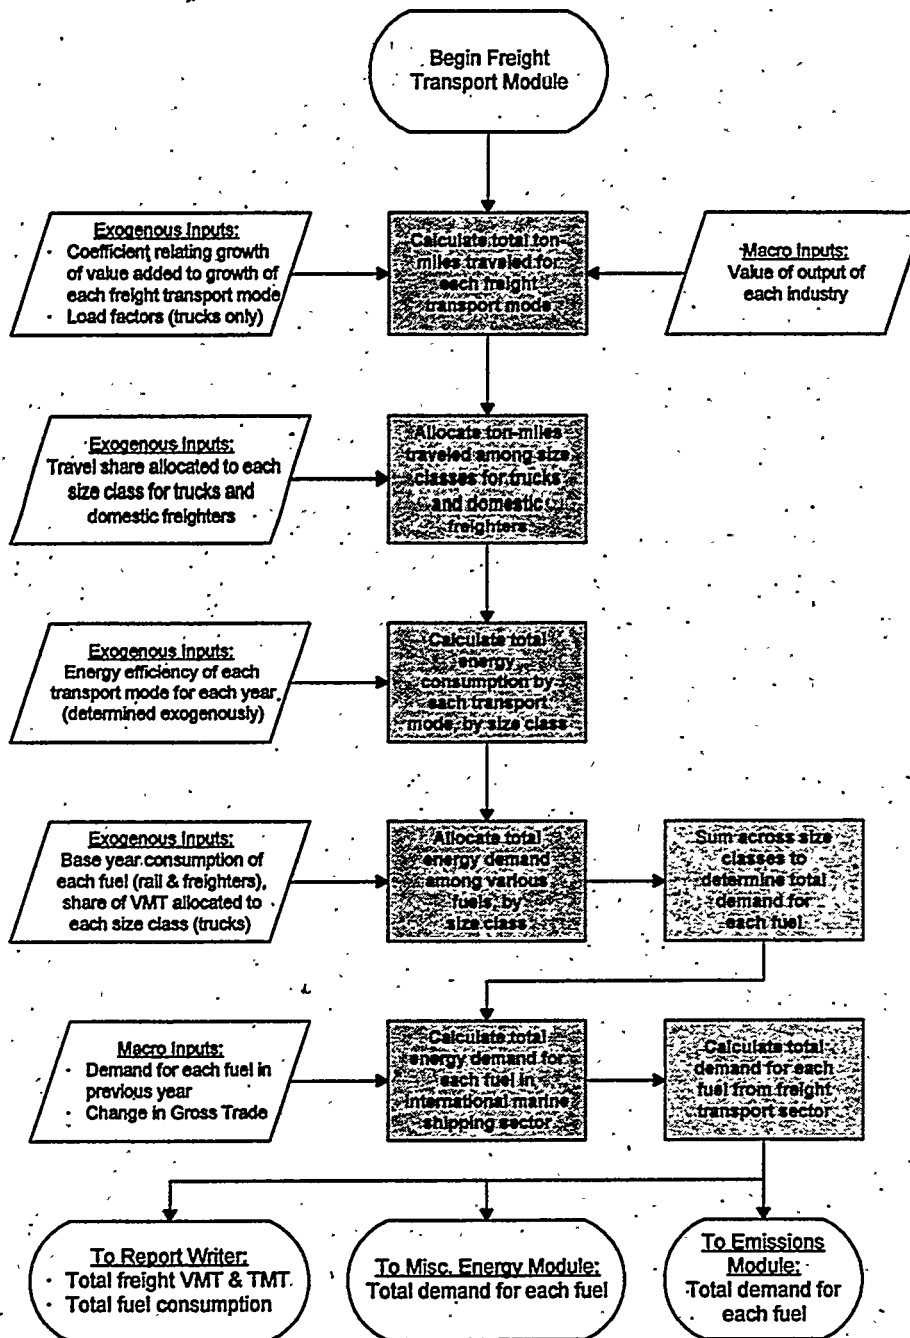 Begin Freight
Transport Module
Exogenous Inputs:
· Coefficient relating growth
of value added to growth of
each freight transport mode
· Load factors (trucks only)
Calculate total ton-
miles traveled for
each freight
transport mode
Macro Inputs:
Value of output of
each industry
Exogenous Inputs:
Travel share allocated to each
size class for trucks and
domestic freighters
Allocate ton-miles
traveled among size
classes for trucks
and domestic
freighters
Exogenous Inputs:
Energy efficiency of each
transport mode for each year
(determined exogenously)
Calculate total
energy
consumption by
each transport
mode, by size class
Exogenous Inputs:
Base year consumption of
each fuel (rail & freighters),
share of VMT allocated to
each size class (trucks)
Allocate total
energy demand
among various
fuels, by
size class
Sum across size
classes to
determine total
demand for
each fuel
Macro Inputs:
· Demand for each fuel in
previous year
· Change in Gross Trade
Calculate total
energy demand for
each fuel in
international marine
shipping sector
Calculate total
demand for each
fuel from freight
transport sector
To Report Writer:
· Total freight VMT & TMT
· Total fuel consumption
To Misc. Energy Module:
Total demand for each fuel
To Emissions
Module:
Total demand for
each fuel